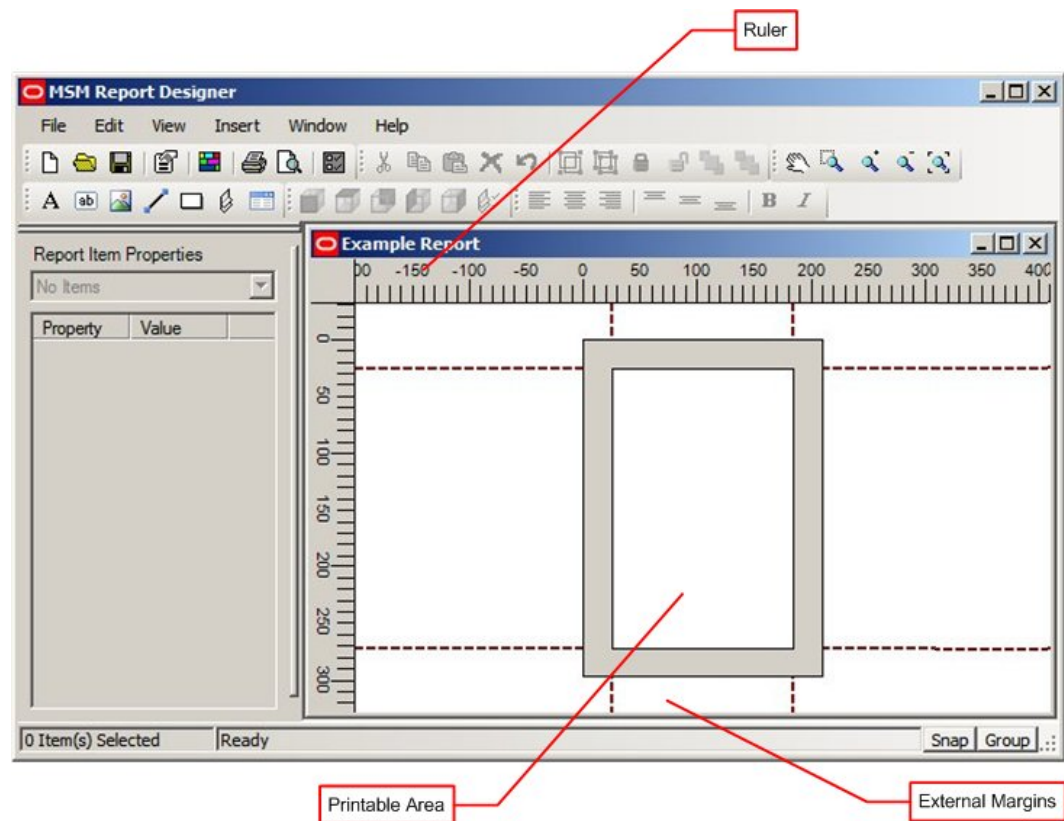 Ruler
MSM Report Designer
File Edit View Insert Window Help
A ab B I
Report Item Properties
No Items
Property Value
Example Report
00 -150 -100 -50 0 50 100 150 200 250 300 350 400
0
50
100
150
200
250
300
0 Item(s) Selected Ready Snap Group
Printable Area
External Margins